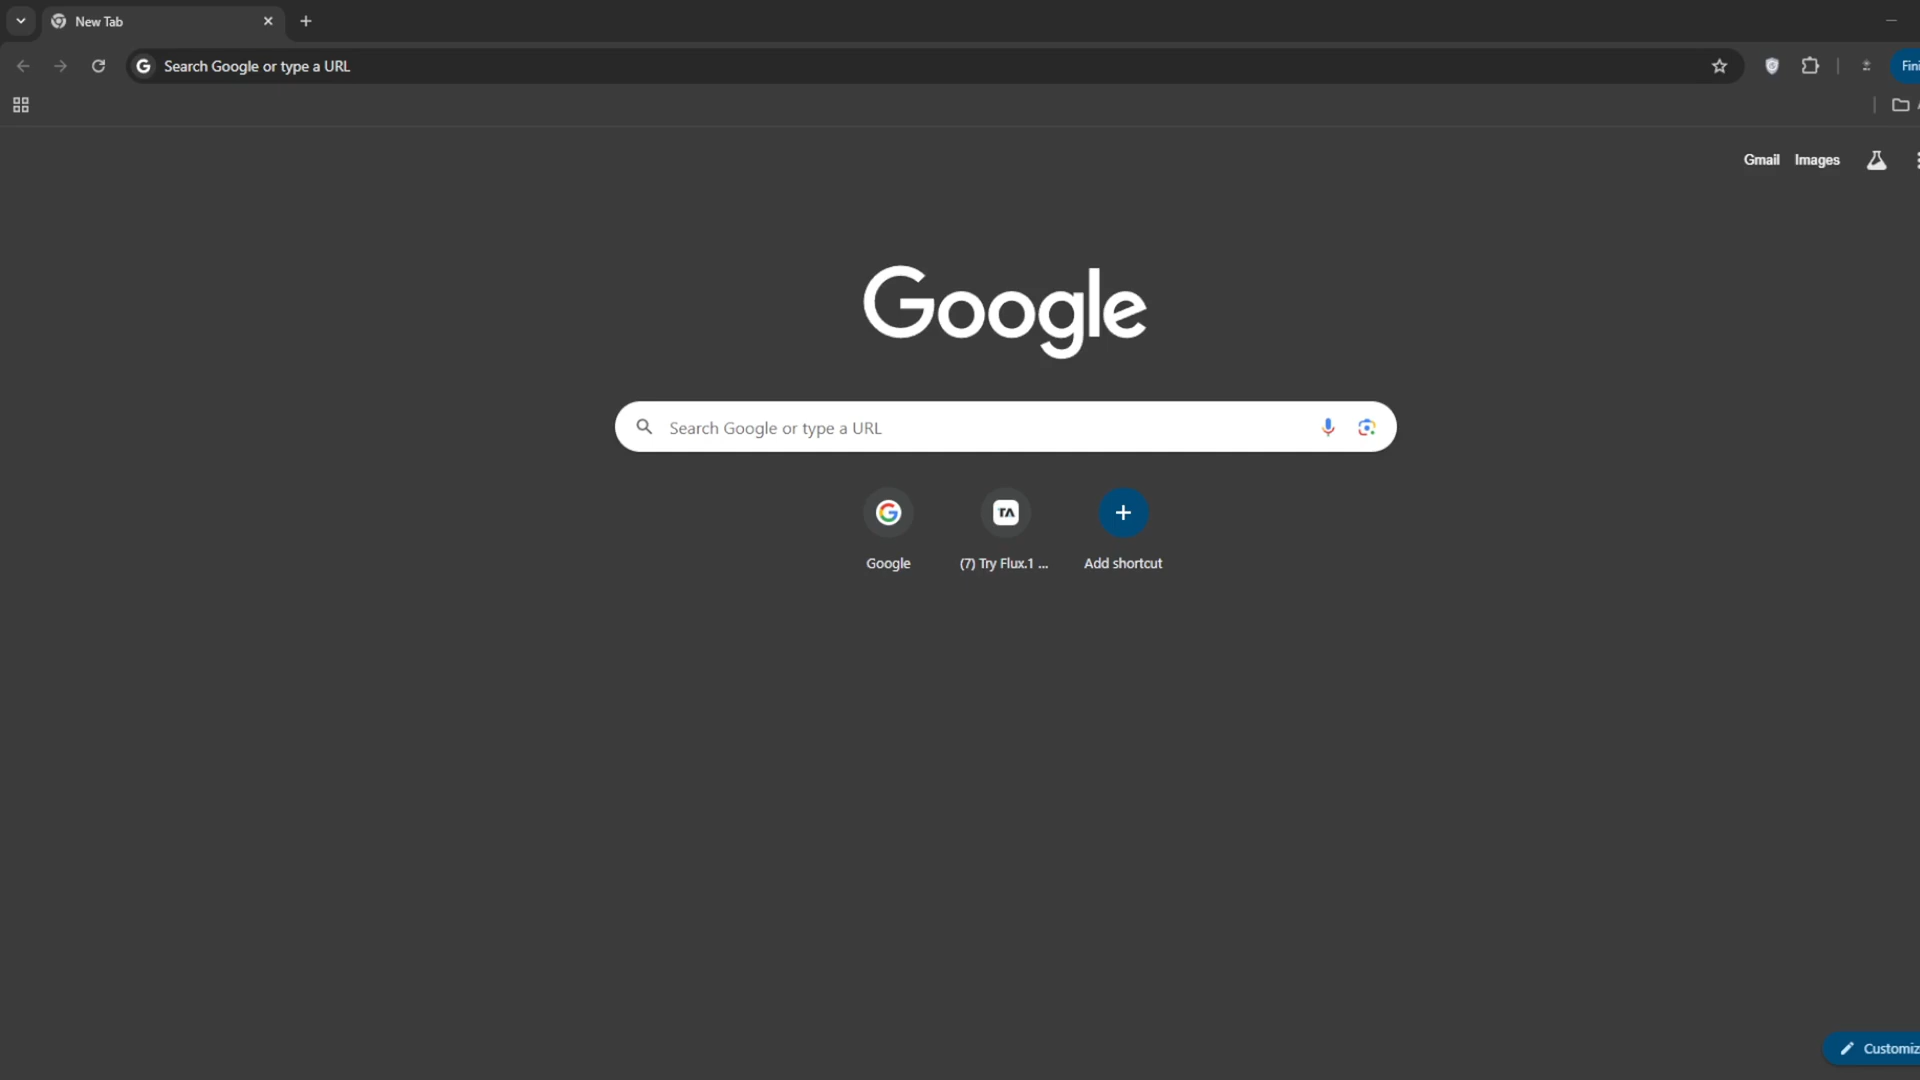 New Tab
Search Google or type a URL
Gmail Images
Google
Search Google or type a URL
TA
Google (7) Try Flux.1 ... Add shortcut